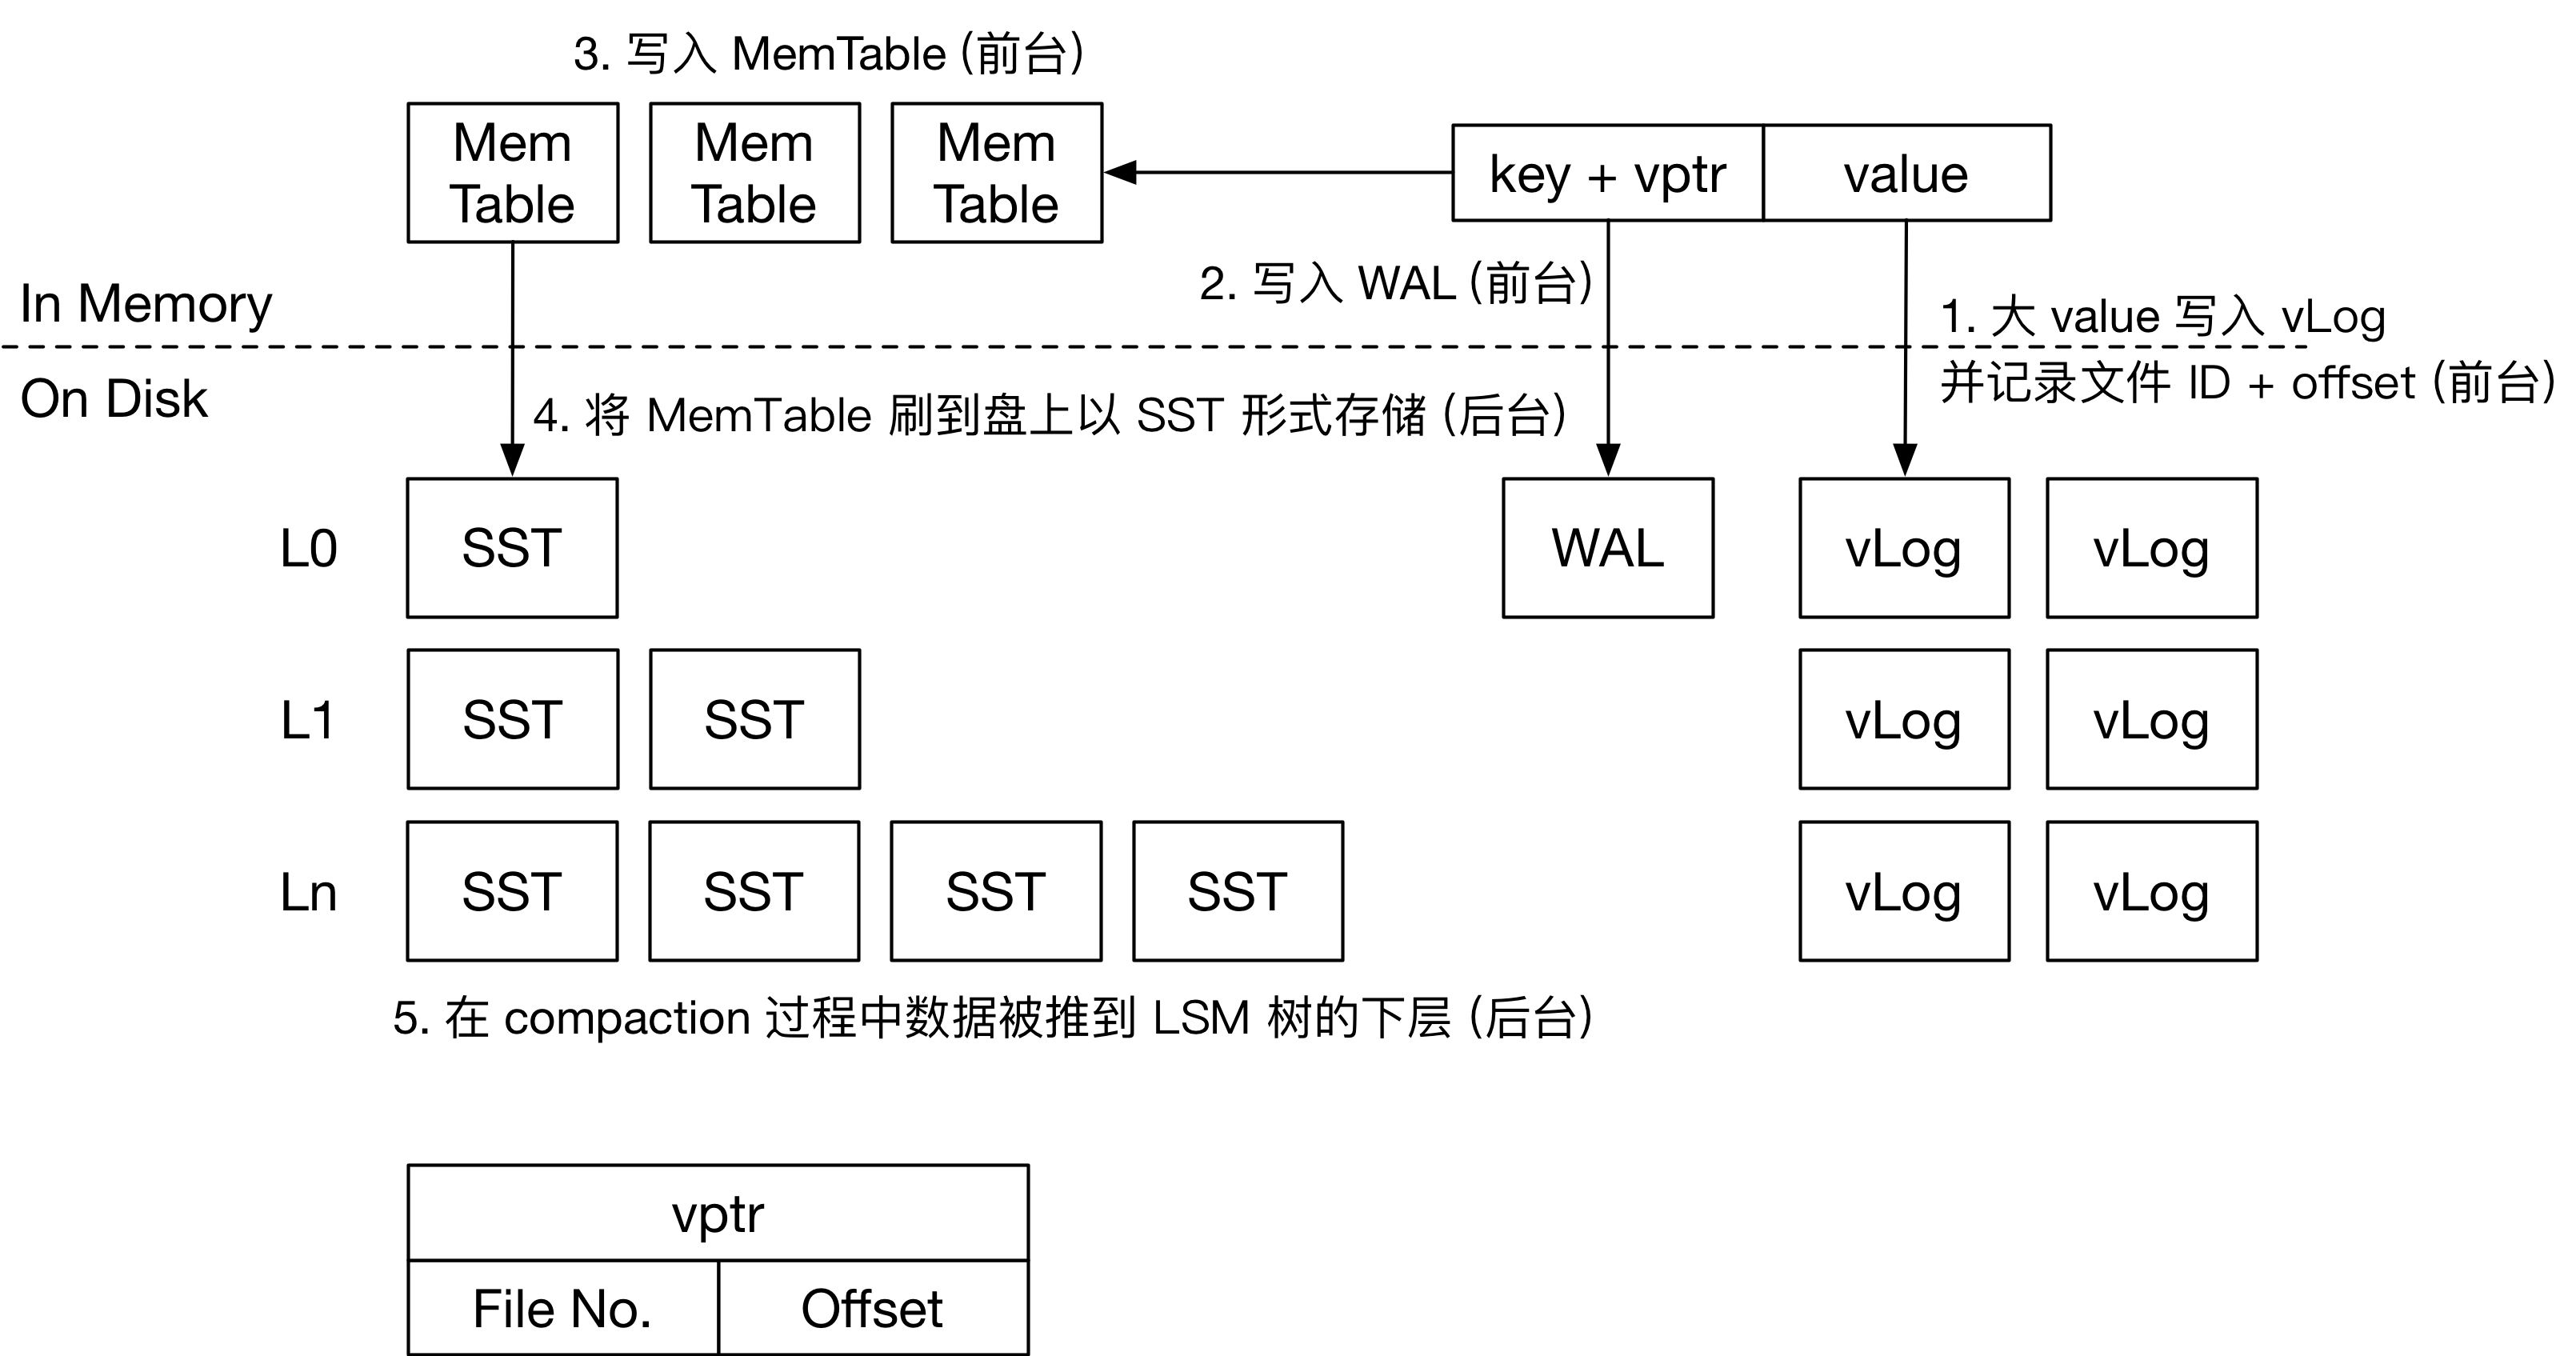 3. 写入 MemTable (前台)
Mem
Table
Mem
Table
Mem
Table
key + vptr
value
2. 写入 WAL (前台)
In Memory
1. 大 value 写入 vLog
并记录文件 ID + offset (前台)
On Disk
4. 将 MemTable 刷到盘上以 SST 形式存储 (后台)
L0
SST
WAL
vLog
vLog
L1
SST
SST
vLog
vLog
Ln
SST
SST
SST
SST
vLog
vLog
5. 在 compaction 过程中数据被推到 LSM 树的下层 (后台)
vptr
File No.
Offset